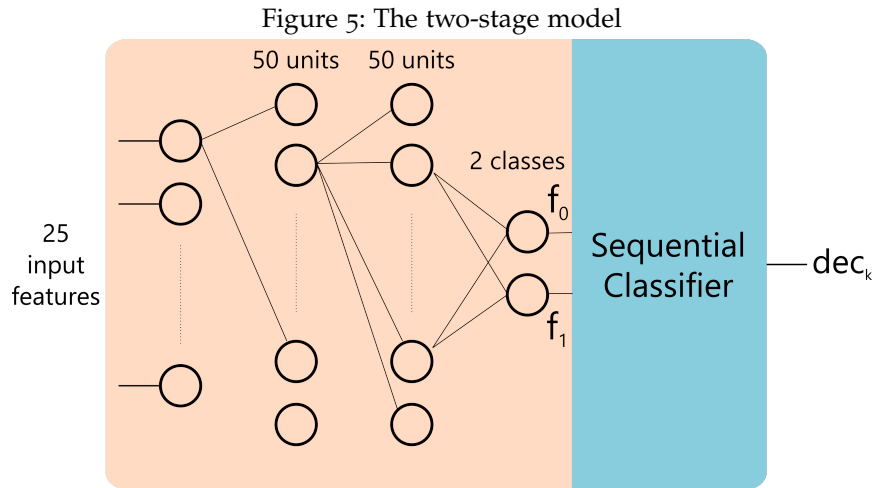 Figure 5: The two-stage model
50 units
50 units
2 classes
f0
25
input
features
Sequential
Classifier
deck
f1